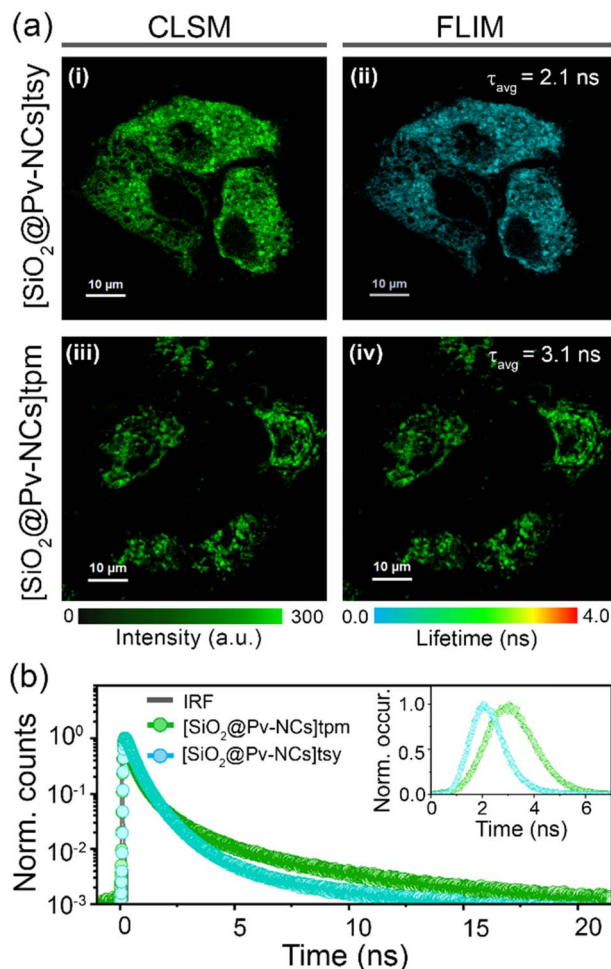 (a)
CLSM
FLIM
[SiO2@Pv-NCs]tsy
(i)
10 μm
(ii)
τavg = 2.1 ns
10 μm
[SiO2@Pv-NCs]tpm
(iii)
10 μm
(iv)
τavg = 3.1 ns
10 μm
0
300
Intensity (a.u.)
0.0
4.0
Lifetime (ns)
(b)
Norm. counts
10⁰
10⁻¹
10⁻²
10⁻³
IRF
[SiO2@Pv-NCs]tpm
[SiO2@Pv-NCs]tsy
Norm. occur.
1.0
0.5
0.0
0
2
4
6
Time (ns)
0
5
10
15
20
Time (ns)